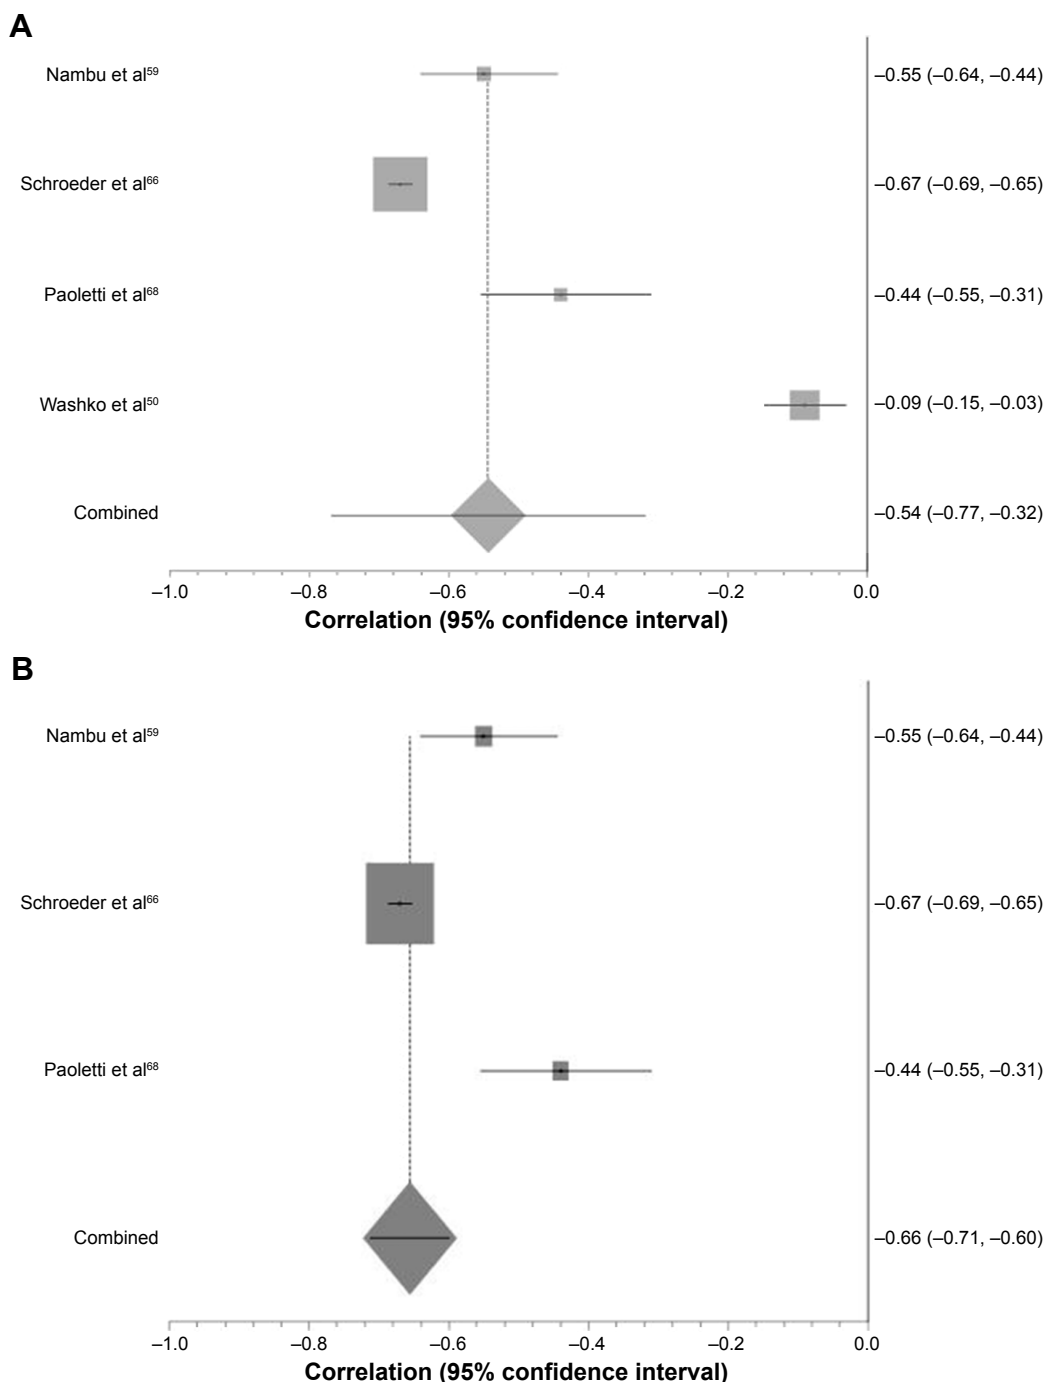 A
Nambu et al⁵⁹ –0.55 (–0.64, –0.44)
Schroeder et al⁶⁶ –0.67 (–0.69, –0.65)
Paoletti et al⁶⁸ –0.44 (–0.55, –0.31)
Washko et al⁵⁰ –0.09 (–0.15, –0.03)
Combined –0.54 (–0.77, –0.32)
–1.0 –0.8 –0.6 –0.4 –0.2 0.0
Correlation (95% confidence interval)
B
Nambu et al⁵⁹ –0.55 (–0.64, –0.44)
Schroeder et al⁶⁶ –0.67 (–0.69, –0.65)
Paoletti et al⁶⁸ –0.44 (–0.55, –0.31)
Combined –0.66 (–0.71, –0.60)
–1.0 –0.8 –0.6 –0.4 –0.2 0.0
Correlation (95% confidence interval)